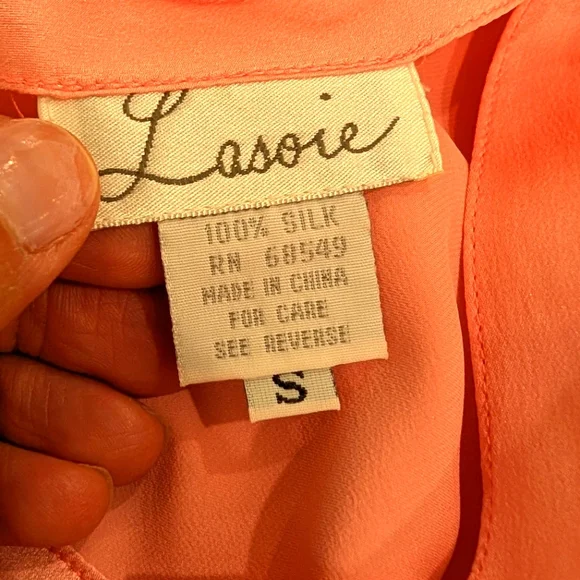 Lasoie
100% SILK
RN 68549
MADE IN CHINA
FOR CARE
SEE REVERSE
S